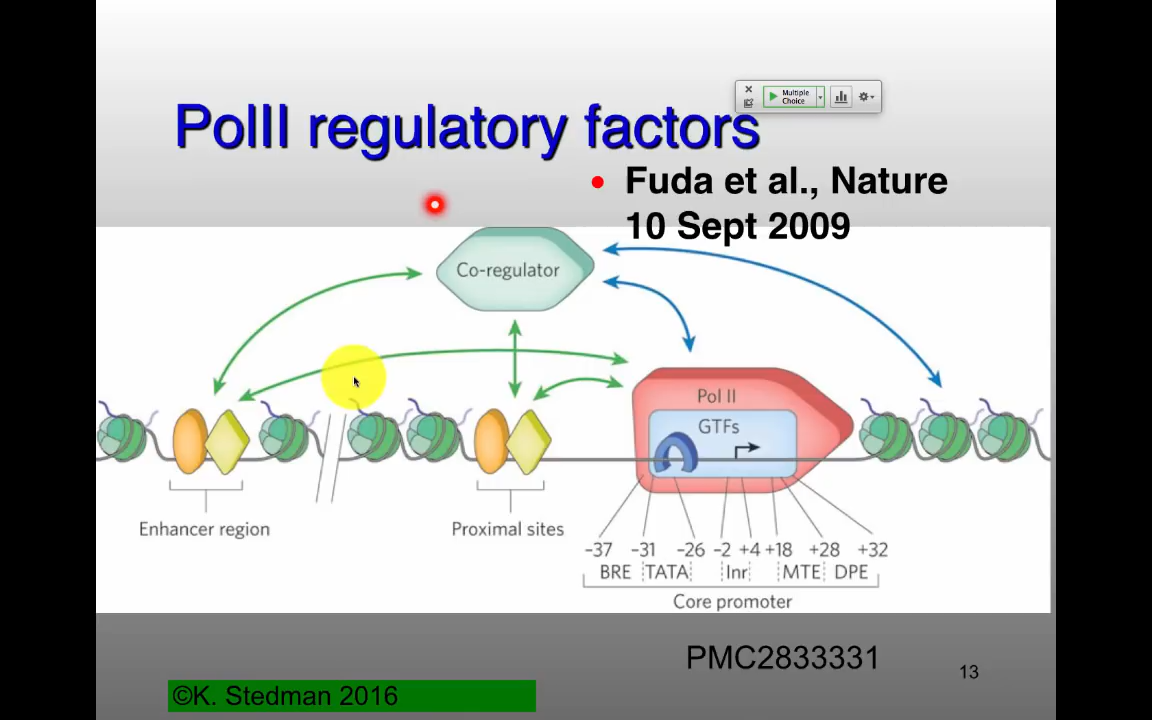 Multiple
Choice
PolII regulatory factors
Fuda et al., Nature
10 Sept 2009
Co-regulator
Pol II
GTFs
Enhancer region
Proximal sites
–37 –31 –26 –2 +4 +18 +28 +32
BRE TATA Inr MTE DPE
Core promoter
PMC2833331
13
©K. Stedman 2016